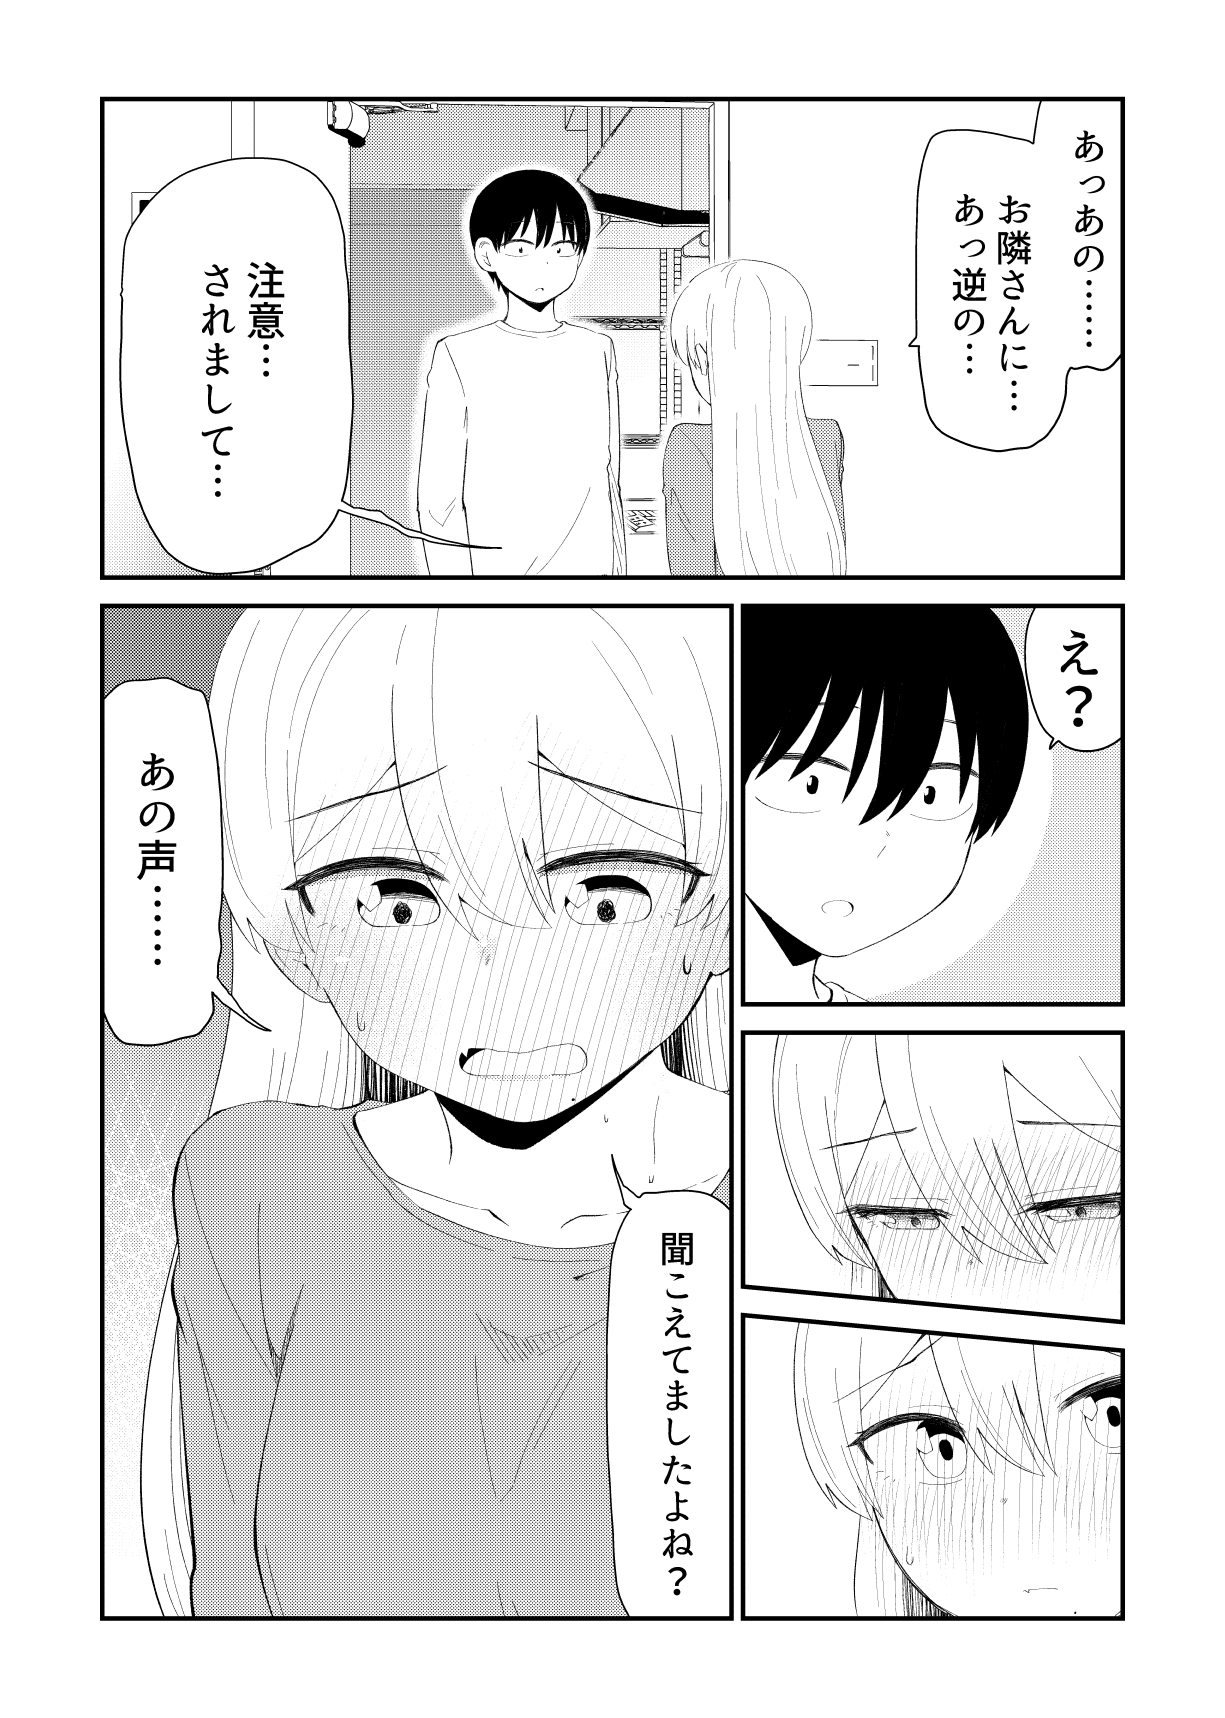 あっあの……
お隣さんに…
あっ逆の…
注意…
されまして…
え?
あの声……
聞こえてましたよね?